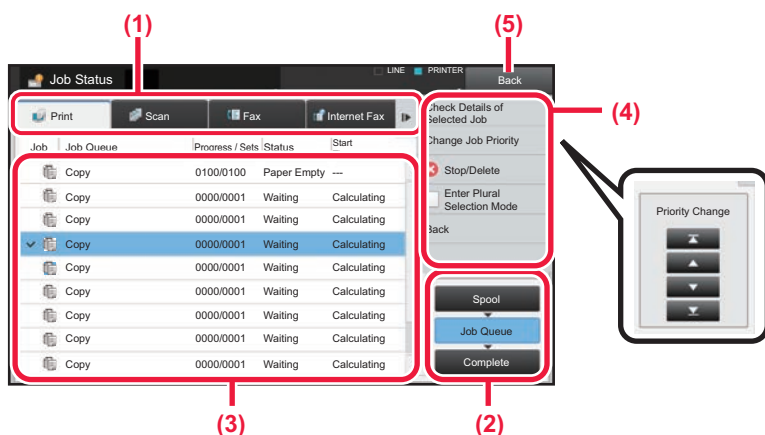 (1)
(5)
LINE
PRINTER
Job Status
Back
Print
Scan
Fax
Internet Fax
Check Details of
Selected Job
(4)
Job
Job Queue
Progress / Sets
Status
Start
Change Job Priority
Copy 0100/0100 Paper Empty ---
Stop/Delete
Copy 0000/0001 Waiting Calculating
Enter Plural
Selection Mode
Copy 0000/0001 Waiting Calculating
Back
Copy 0000/0001 Waiting Calculating
Copy 0000/0001 Waiting Calculating
Copy 0000/0001 Waiting Calculating
Copy 0000/0001 Waiting Calculating
Copy 0000/0001 Waiting Calculating
Copy 0000/0001 Waiting Calculating
Spool
Job Queue
Complete
Priority Change
(3)
(2)